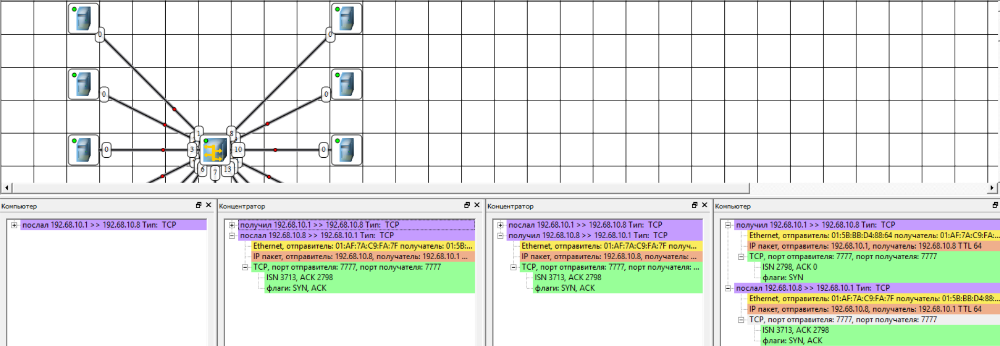 0
0
0
0
1
8
0
3
10
0
6
7
13
Компьютер
послал 192.68.10.1 >> 192.68.10.8 Тип: TCP
Концентратор
получил 192.68.10.1 >> 192.68.10.8 Тип: TCP
послал 192.68.10.8 >> 192.68.10.1 Тип: TCP
Ethernet, отправитель: 01:AF:7A:C9:FA:7F получатель: 01:5B:...
IP пакет, отправитель: 192.68.10.8, получатель: 192.68.10.1 ...
TCP, порт отправителя: 7777, порт получателя: 7777
ISN 3713, ACK 2798
флаги: SYN, ACK
Концентратор
послал 192.68.10.1 >> 192.68.10.8 Тип: TCP
получил 192.68.10.8 >> 192.68.10.1 Тип: TCP
Ethernet, отправитель: 01:AF:7A:C9:FA:7F получ...
IP пакет, отправитель: 192.68.10.8, получатель: ...
TCP, порт отправителя: 7777, порт получателя: ...
ISN 3713, ACK 2798
флаги: SYN, ACK
Компьютер
получил 192.68.10.1 >> 192.68.10.8 Тип: TCP
Ethernet, отправитель: 01:5B:BB:D4:88:64 получатель: 01:AF:7A:C9:FA:...
IP пакет, отправитель: 192.68.10.1, получатель: 192.68.10.8 TTL 64
TCP, порт отправителя: 7777, порт получателя: 7777
ISN 2798, ACK 0
флаги: SYN
послал 192.68.10.8 >> 192.68.10.1 Тип: TCP
Ethernet, отправитель: 01:AF:7A:C9:FA:7F получатель: 01:5B:BB:D4:88:...
IP пакет, отправитель: 192.68.10.8, получатель: 192.68.10.1 TTL 64
TCP, порт отправителя: 7777, порт получателя: 7777
ISN 3713, ACK 2798
флаги: SYN, ACK